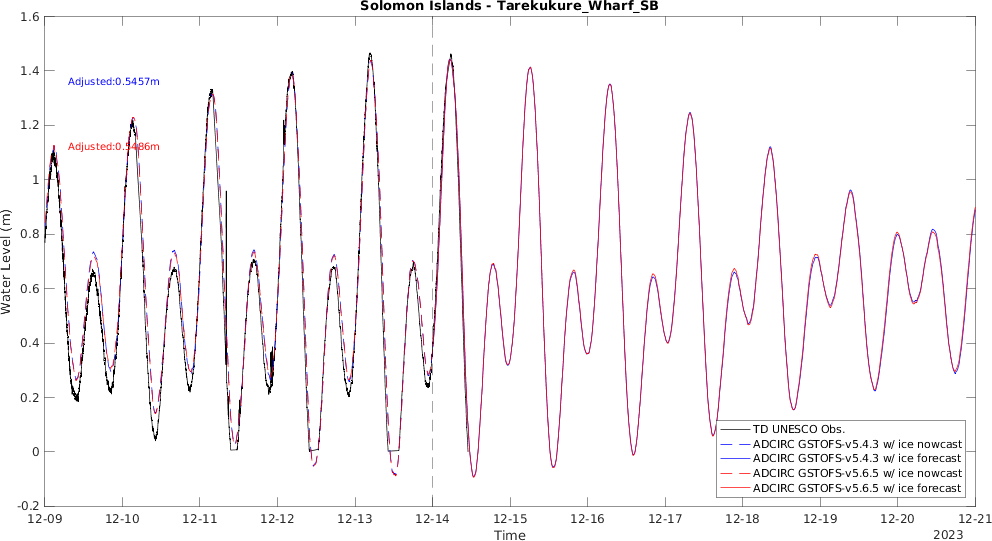 Solomon Islands - Tarekukure_Wharf_SB
1.6
1.4
1.2
1
0.8
0.6
0.4
0.2
0
-0.2
Water Level (m)
Adjusted:0.5457m
Adjusted:0.5486m
TD UNESCO Obs.
ADCIRC GSTOFS-v5.4.3 w/ ice nowcast
ADCIRC GSTOFS-v5.4.3 w/ ice forecast
ADCIRC GSTOFS-v5.6.5 w/ ice nowcast
ADCIRC GSTOFS-v5.6.5 w/ ice forecast
12-09 12-10 12-11 12-12 12-13 12-14 12-15 12-16 12-17 12-18 12-19 12-20 12-21
Time
2023